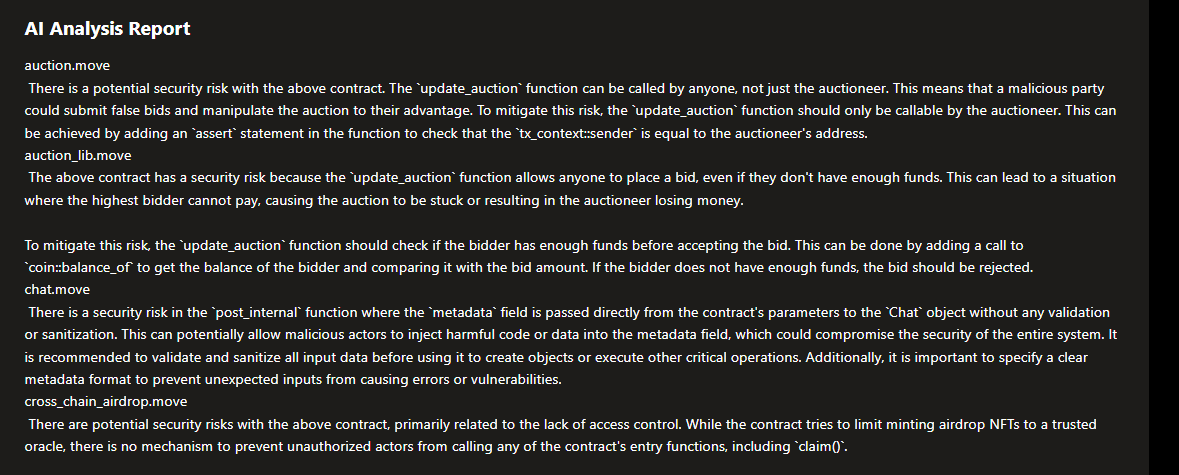 AI Analysis Report
auction.move
There is a potential security risk with the above contract. The `update_auction` function can be called by anyone, not just the auctioneer. This means that a malicious party
could submit false bids and manipulate the auction to their advantage. To mitigate this risk, the `update_auction` function should only be callable by the auctioneer. This can
be achieved by adding an `assert` statement in the function to check that the `tx_context::sender` is equal to the auctioneer's address.
auction_lib.move
The above contract has a security risk because the `update_auction` function allows anyone to place a bid, even if they don't have enough funds. This can lead to a situation
where the highest bidder cannot pay, causing the auction to be stuck or resulting in the auctioneer losing money.
To mitigate this risk, the `update_auction` function should check if the bidder has enough funds before accepting the bid. This can be done by adding a call to
`coin::balance_of` to get the balance of the bidder and comparing it with the bid amount. If the bidder does not have enough funds, the bid should be rejected.
chat.move
There is a security risk in the `post_internal` function where the `metadata` field is passed directly from the contract's parameters to the `Chat` object without any validation
or sanitization. This can potentially allow malicious actors to inject harmful code or data into the metadata field, which could compromise the security of the entire system. It
is recommended to validate and sanitize all input data before using it to create objects or execute other critical operations. Additionally, it is important to specify a clear
metadata format to prevent unexpected inputs from causing errors or vulnerabilities.
cross_chain_airdrop.move
There are potential security risks with the above contract, primarily related to the lack of access control. While the contract tries to limit minting airdrop NFTs to a trusted
oracle, there is no mechanism to prevent unauthorized actors from calling any of the contract's entry functions, including `claim()`.